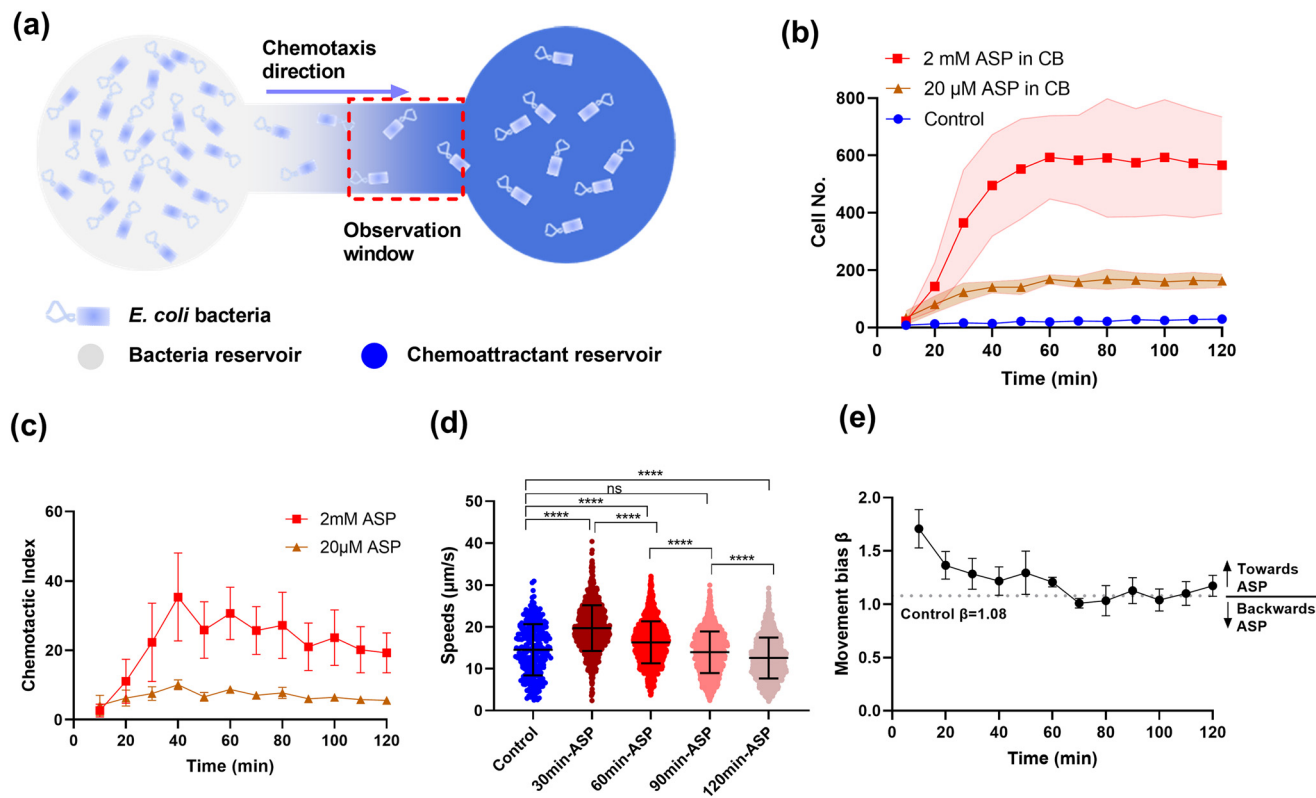 (a)
Chemotaxis
direction
Observation
window
E. coli bacteria
Bacteria reservoir
Chemoattractant reservoir
(b)
2 mM ASP in CB
20 µM ASP in CB
Control
800
600
400
200
0
Cell No.
0 20 40 60 80 100 120
Time (min)
(c)
2mM ASP
20µM ASP
60
40
20
0
Chemotactic Index
0 20 40 60 80 100 120
Time (min)
(d)
****
ns
****
**** ****
**** ****
50
40
30
20
10
0
Speeds (µm/s)
Control
30min-ASP
60min-ASP
90min-ASP
120min-ASP
(e)
2.0
1.5
1.0
0.5
0.0
Movement bias β
Control β=1.08
Towards
ASP
Backwards
ASP
0 20 40 60 80 100 120
Time (min)